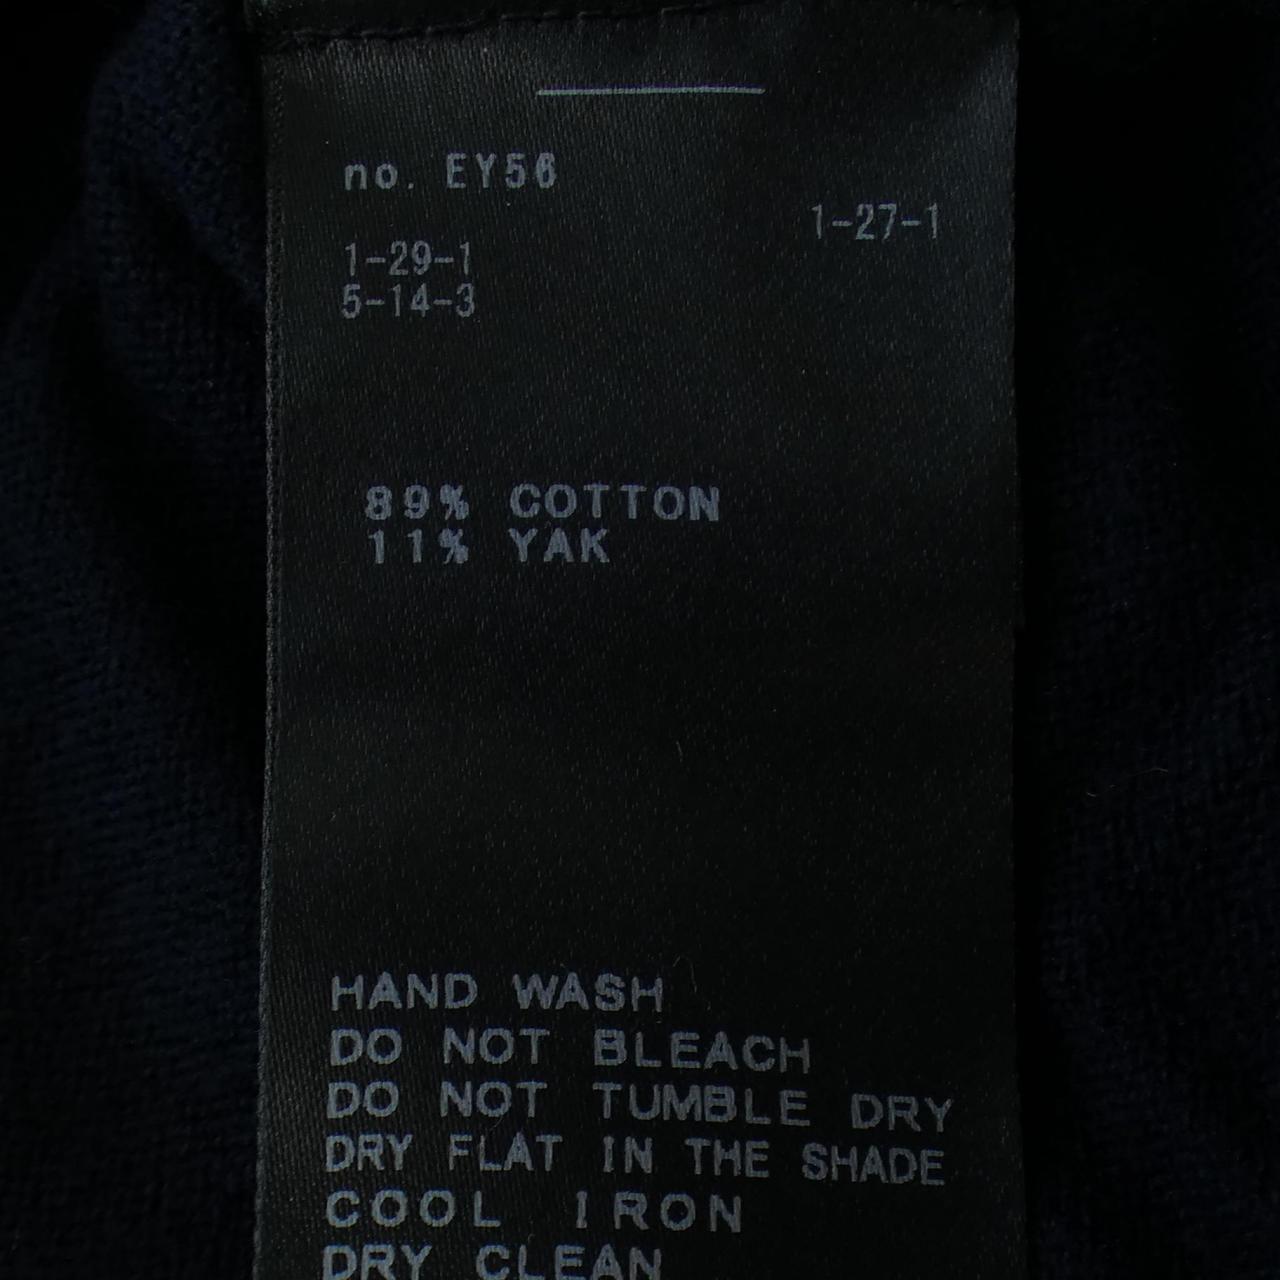 no. EY56
1-27-1
1-29-1
5-14-3
89% COTTON
11% YAK
HAND WASH
DO NOT BLEACH
DO NOT TUMBLE DRY
DRY FLAT IN THE SHADE
COOL IRON
DRY CLEAN